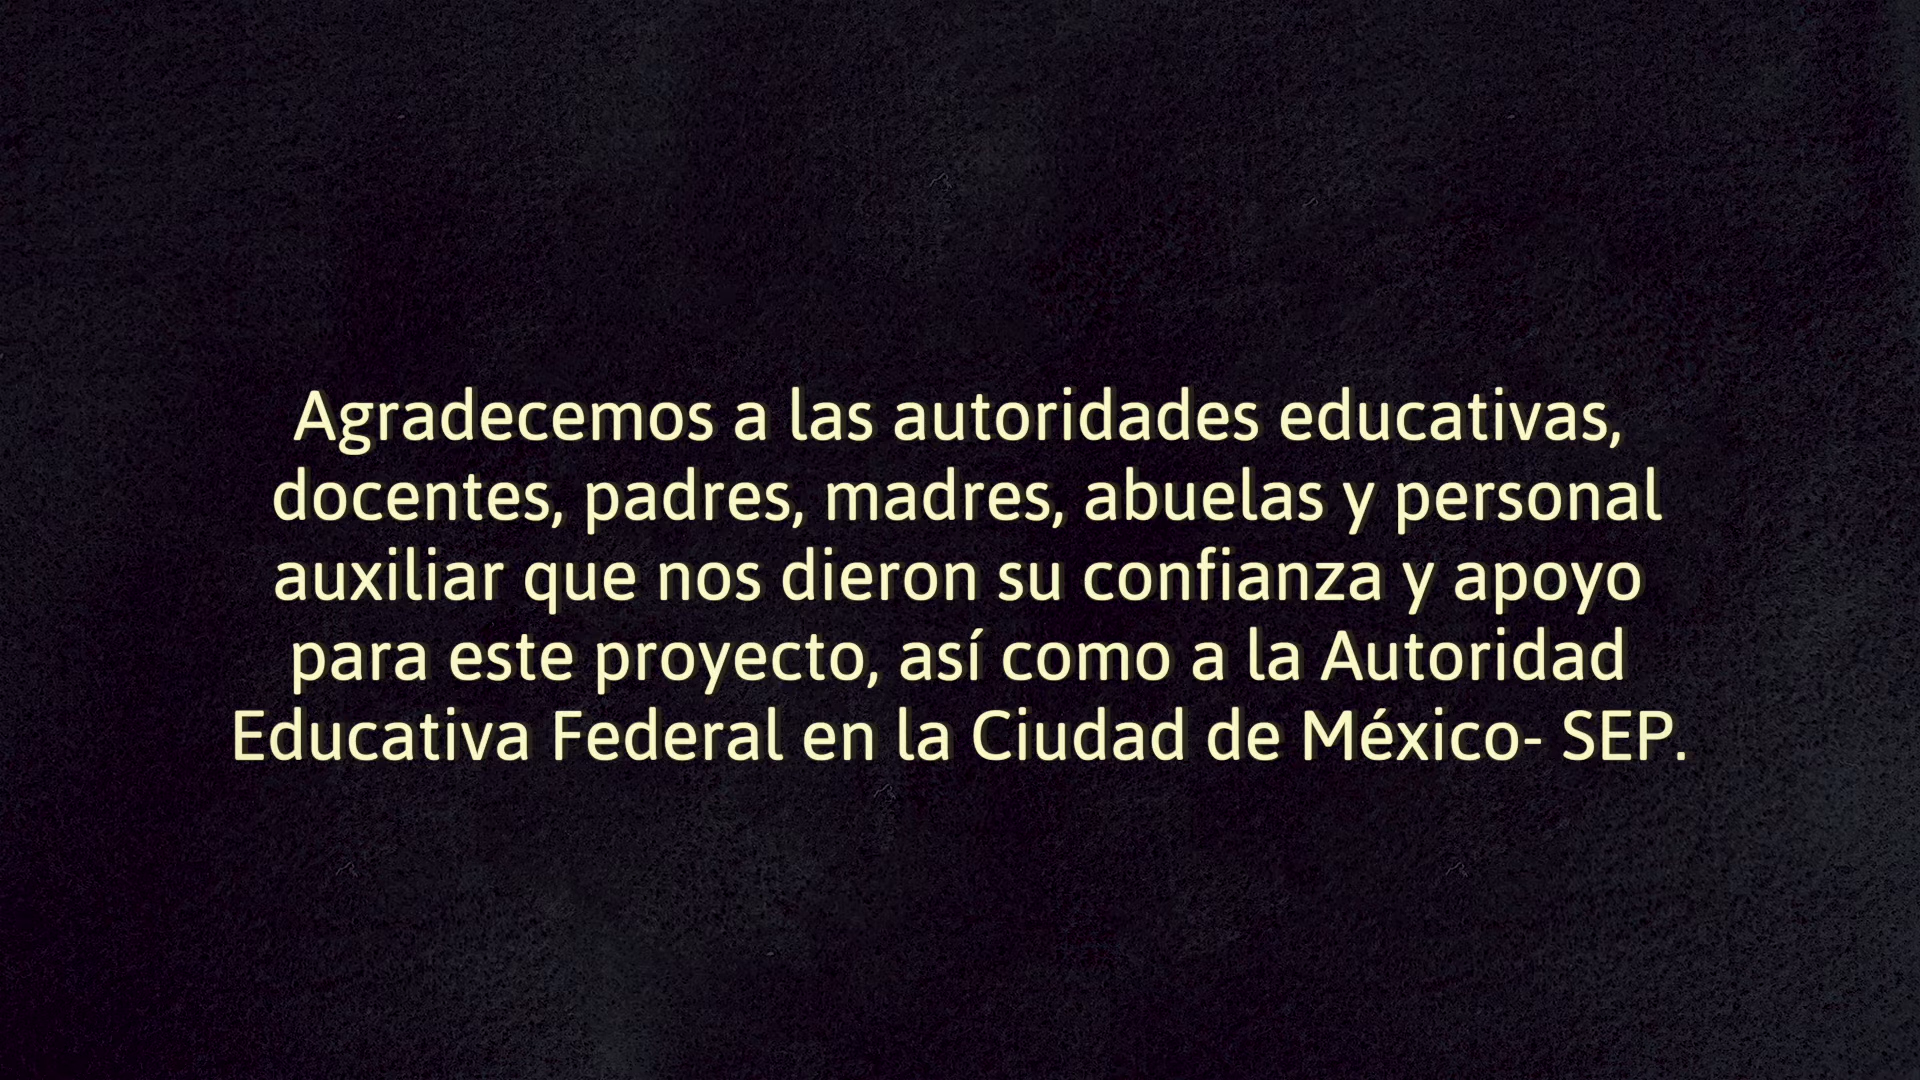 Agradecemos a las autoridades educativas,
docentes, padres, madres, abuelas y personal
auxiliar que nos dieron su confianza y apoyo
para este proyecto, así como a la Autoridad
Educativa Federal en la Ciudad de México- SEP.